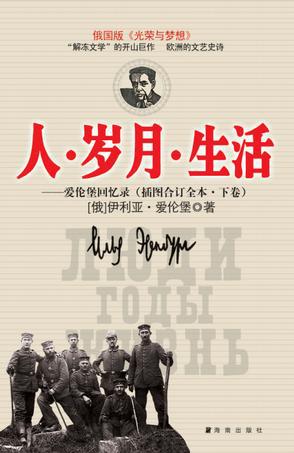 俄国版《光荣与梦想》
“解冻文学”的开山巨作　欧洲的文艺史诗
人·岁月·生活
——爱伦堡回忆录（插图合订全本·下卷）
[俄]伊利亚·爱伦堡◎著
ЛЮДИ
ГОДЫ
ЖИЗНЬ
海南出版社